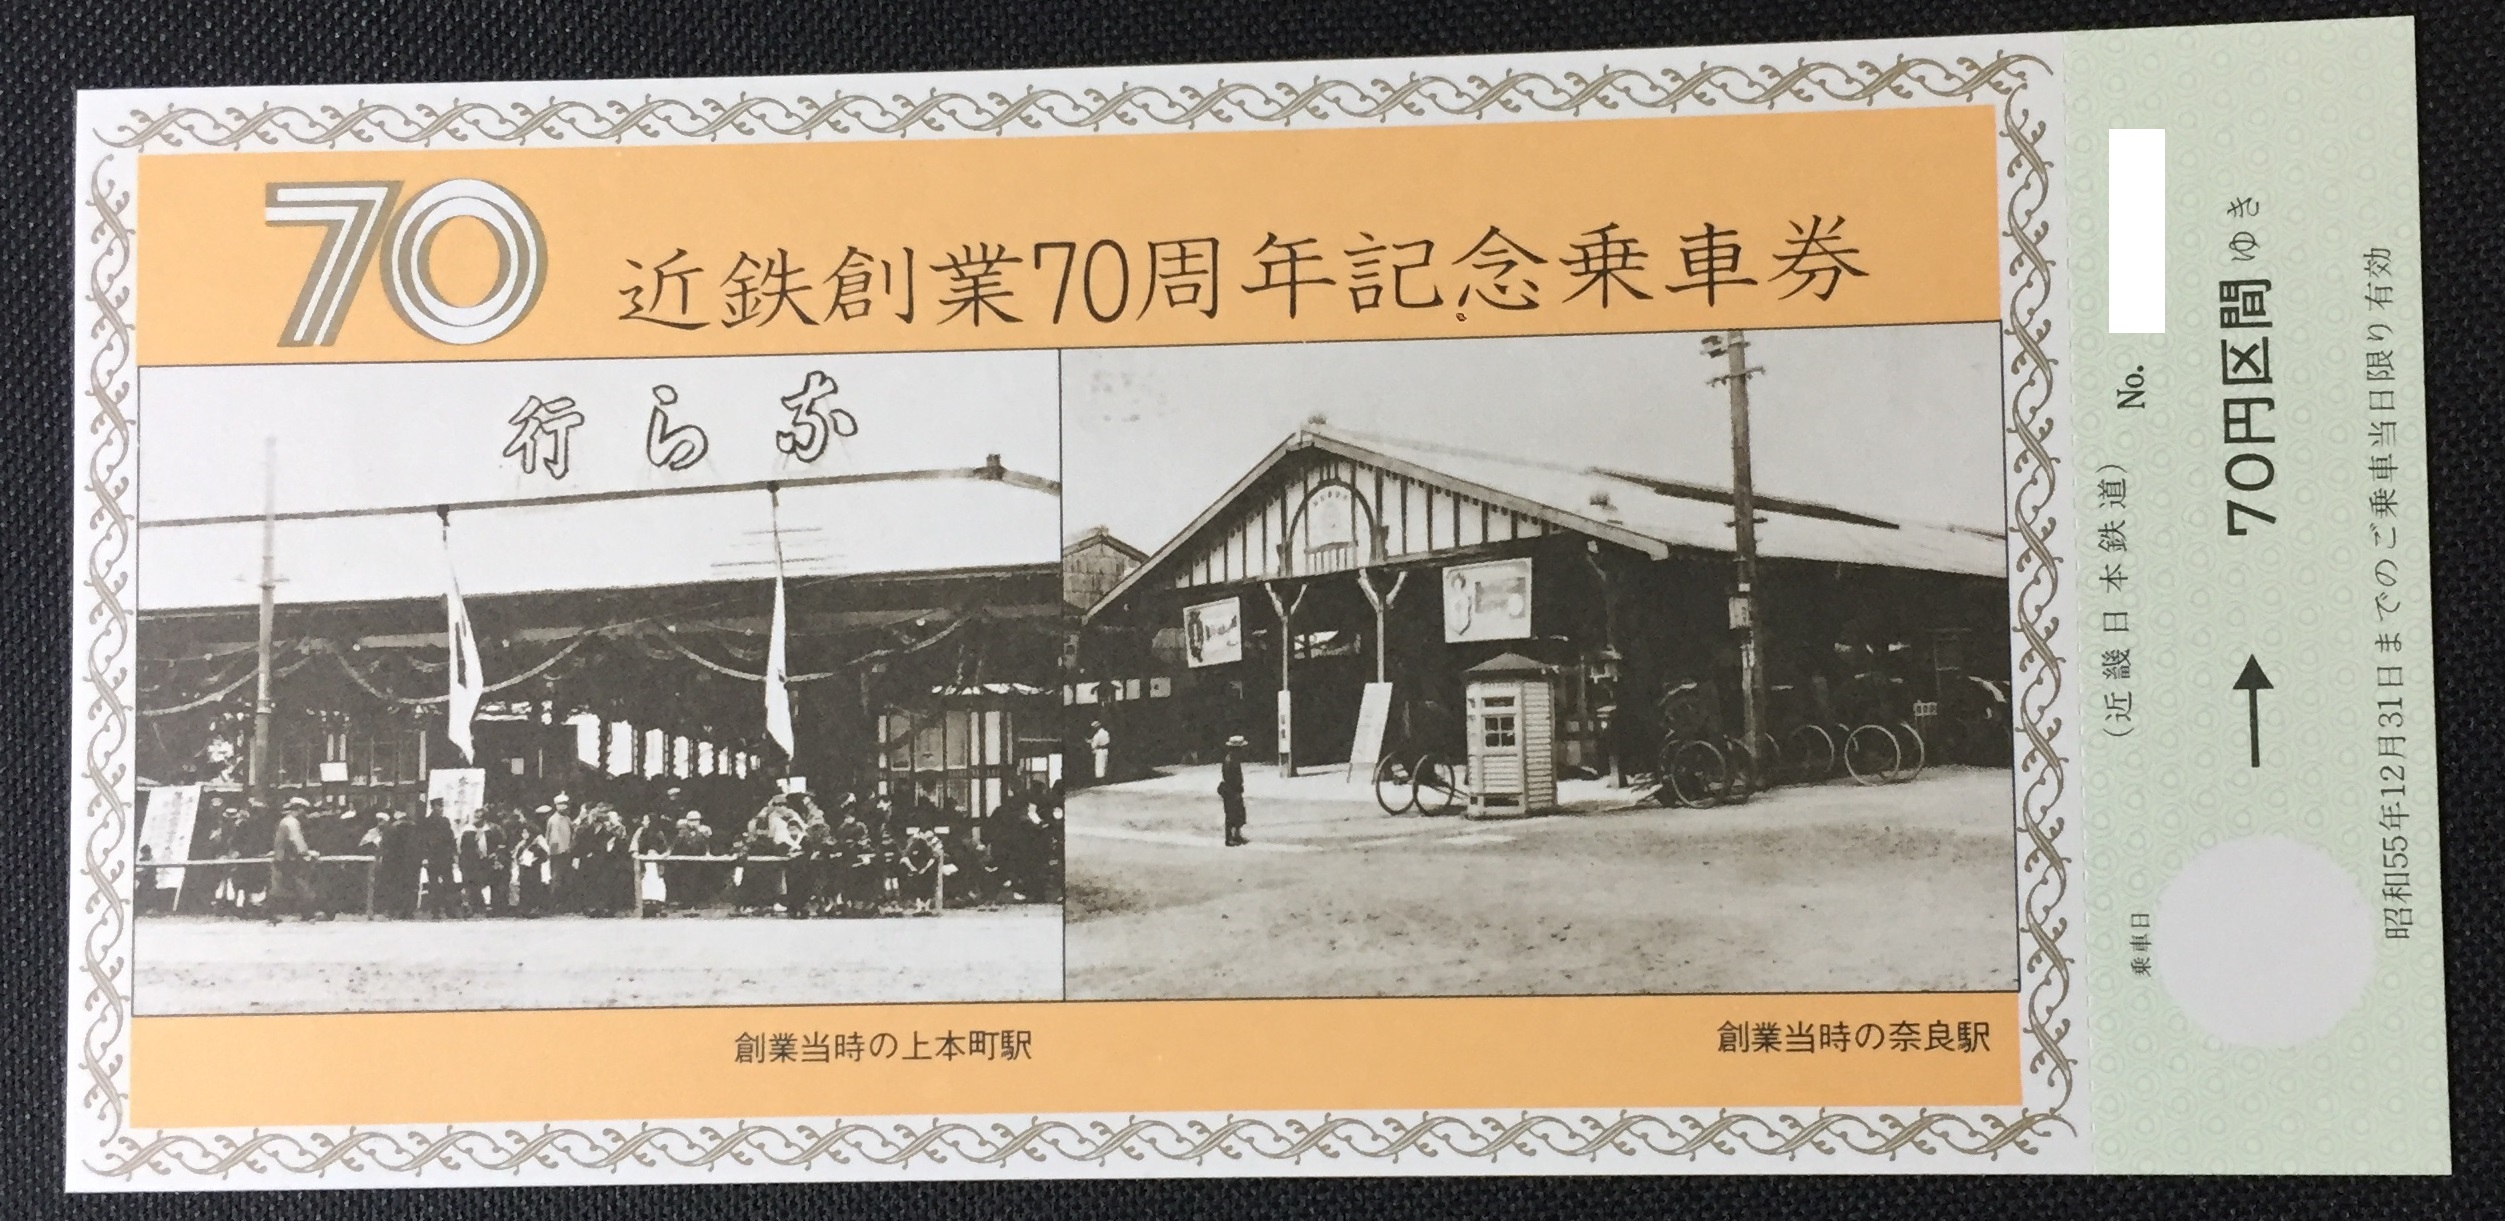 70
近鉄創業70周年記念乗車券
行らな
創業当時の上本町駅
創業当時の奈良駅
(近畿日本鉄道) No.
→ 70円区間ゆき
乗車日
昭和55年12月31日までのご乗車当日限り有効